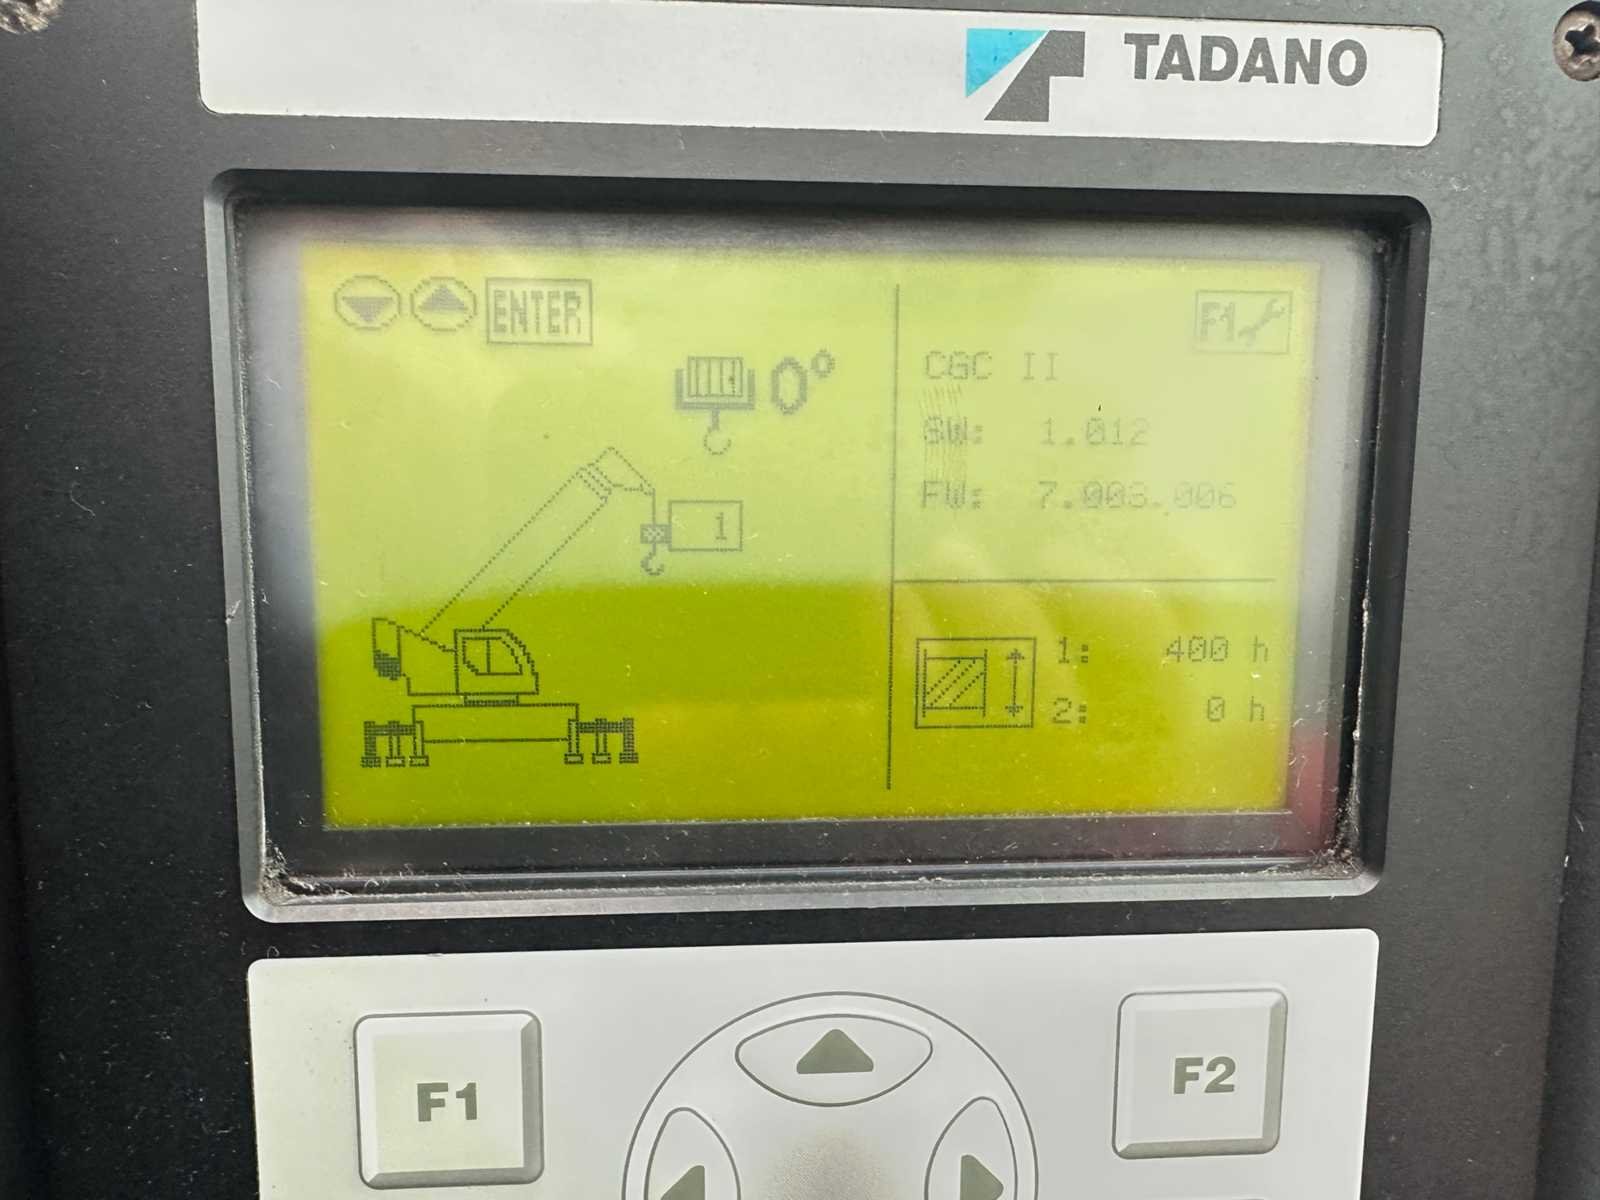 TADANO
ENTER
F1
0°
1
CGC II
SW: 1.012
FW: 7.003.006
1: 400 h
2: 0 h
F1
F2